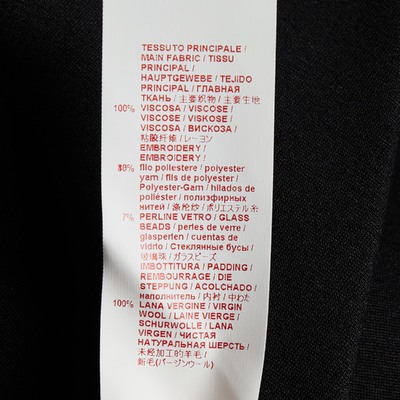 TESSUTO PRINCIPALE /
MAIN FABRIC / TISSU
PRINCIPAL /
HAUPTGEWEBE / TEJIDO
PRINCIPAL / ГЛАВНАЯ
ТКАНЬ / 主要织物 / 主要生地
100% VISCOSA / VISCOSE /
VISCOSE / VISKOSE /
VISCOSA / ВИСКОЗА /
粘胶纤维 / レーヨン
EMBROIDERY /
EMBROIDERY /
filo poliestere / polyester
yarn / fils de polyester /
Polyester-Garn / hilados de
poliéster / полиэфирных
нитей / 涤纶纱 / ポリエステル糸
7% PERLINE VETRO / GLASS
BEADS / perles de verre /
glasperlen / cuentas de
vidrio / Стеклянные бусы /
玻璃珠 / ガラスビーズ
IMBOTTITURA / PADDING /
REMBOURRAGE / DIE
STEPPUNG / ACOLCHADO /
наполнитель / 内衬 / 中わた
100% LANA VERGINE / VIRGIN
WOOL / LAINE VIERGE /
SCHURWOLLE / LANA
VIRGEN / ЧИСТАЯ
НАТУРАЛЬНАЯ ШЕРСТЬ /
未经加工的羊毛 /
新毛(バージンウール)